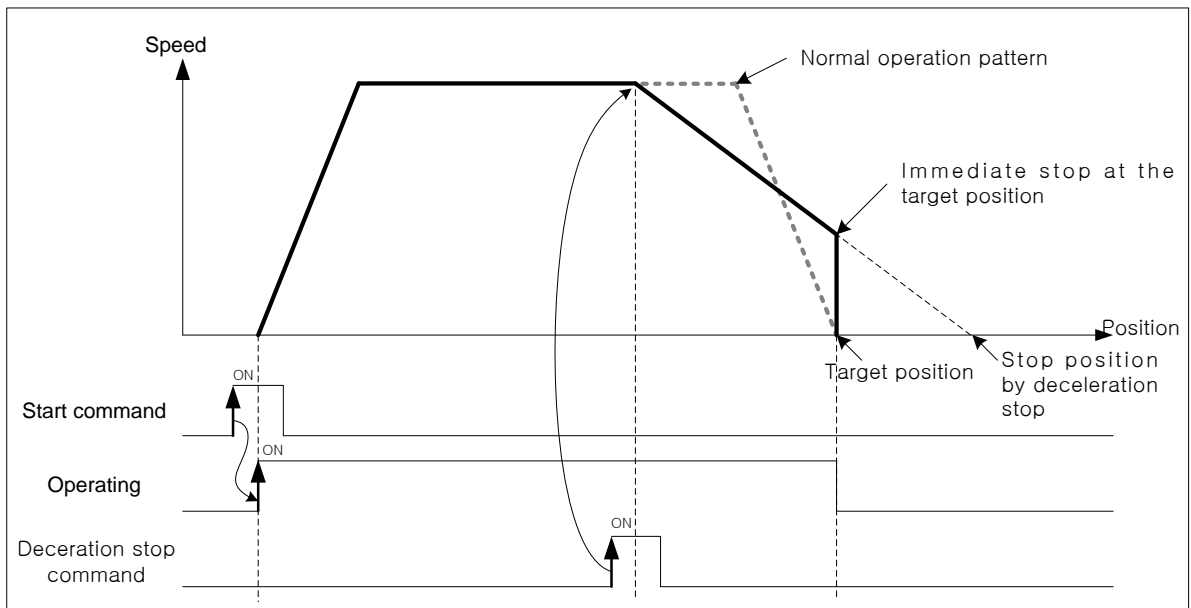 Speed
Normal operation pattern
Immediate stop at the
target position
Position
Target position
Stop position
by deceleration
stop
ON
Start command
ON
Operating
ON
Deceration stop
command